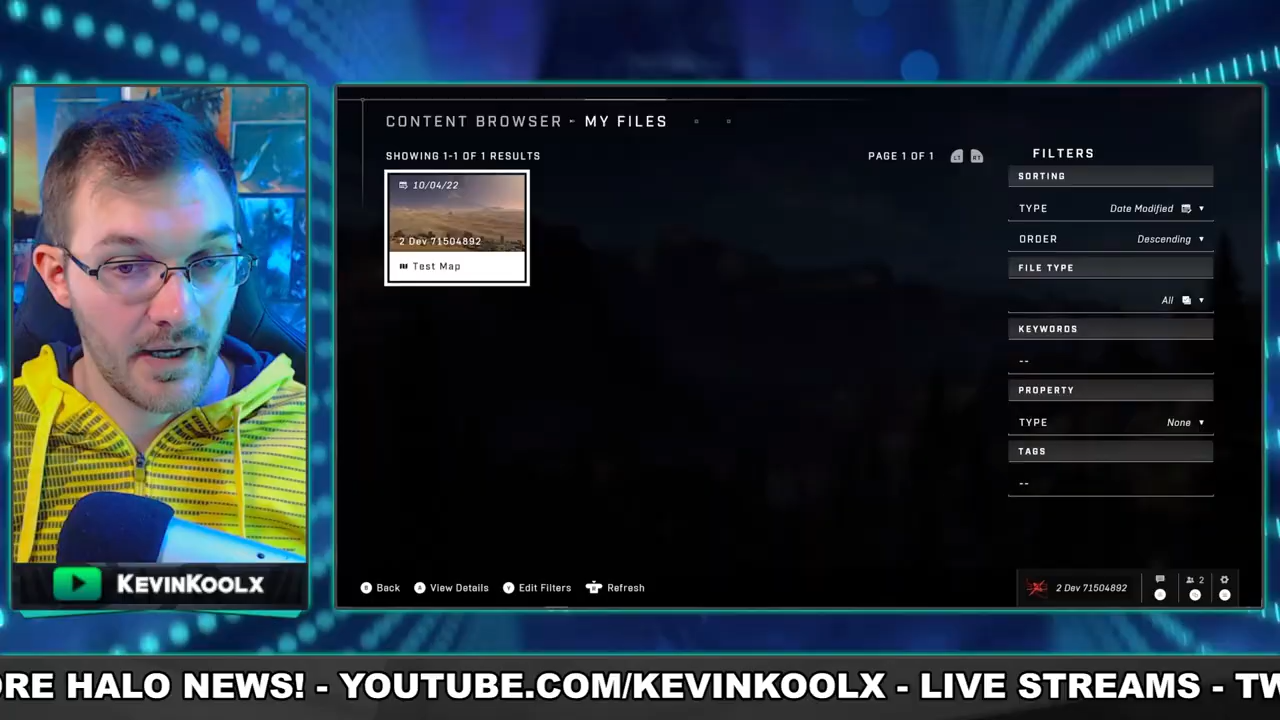 CONTENT BROWSER - MY FILES
SHOWING 1-1 OF 1 RESULTS
PAGE 1 OF 1
LT RT
10/04/22
2 Dev 71504892
Test Map
FILTERS
SORTING
TYPE Date Modified
ORDER Descending
FILE TYPE
All
KEYWORDS
--
PROPERTY
TYPE None
TAGS
--
B Back A View Details Y Edit Filters Refresh
2 Dev 71504892 2
KEVINKOOLX
ORE HALO NEWS! - YOUTUBE.COM/KEVINKOOLX - LIVE STREAMS - TW